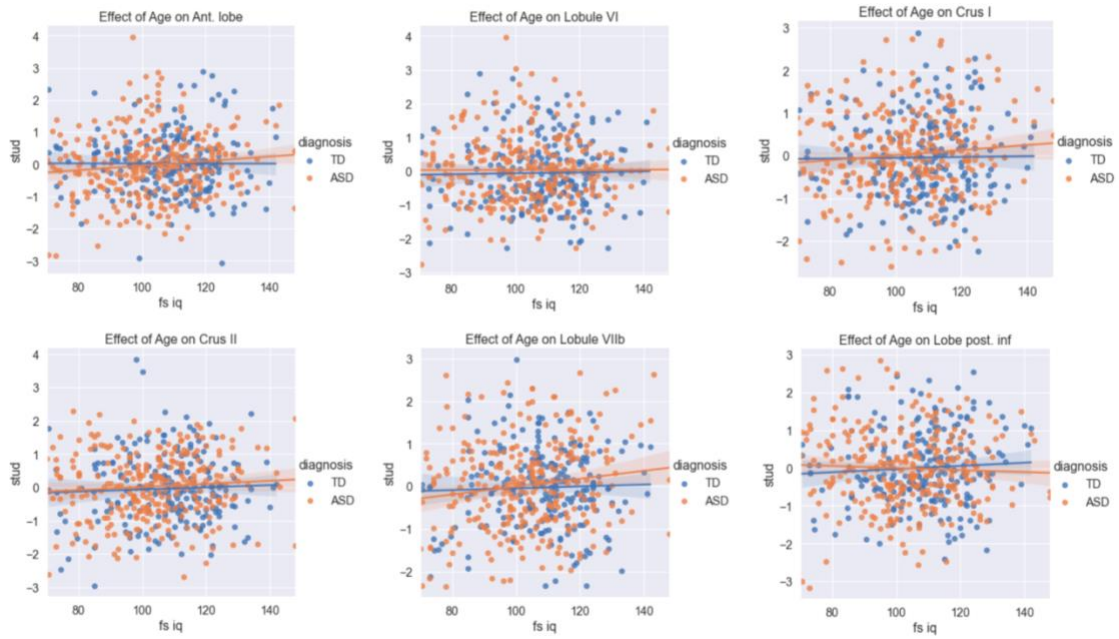 Effect of Age on Ant. lobe
4
3
2
1
0
−1
−2
−3
stud
80 100 120 140
fs iq
diagnosis
TD
ASD
Effect of Age on Lobule VI
4
3
2
1
0
−1
−2
−3
stud
80 100 120 140
fs iq
diagnosis
TD
ASD
Effect of Age on Crus I
3
2
1
0
−1
−2
stud
80 100 120 140
fs iq
diagnosis
TD
ASD
Effect of Age on Crus II
4
3
2
1
0
−1
−2
−3
stud
80 100 120 140
fs iq
diagnosis
TD
ASD
Effect of Age on Lobule VIIb
3
2
1
0
−1
−2
stud
80 100 120 140
fs iq
diagnosis
TD
ASD
Effect of Age on Lobe post. inf
3
2
1
0
−1
−2
−3
stud
80 100 120 140
fs iq
diagnosis
TD
ASD